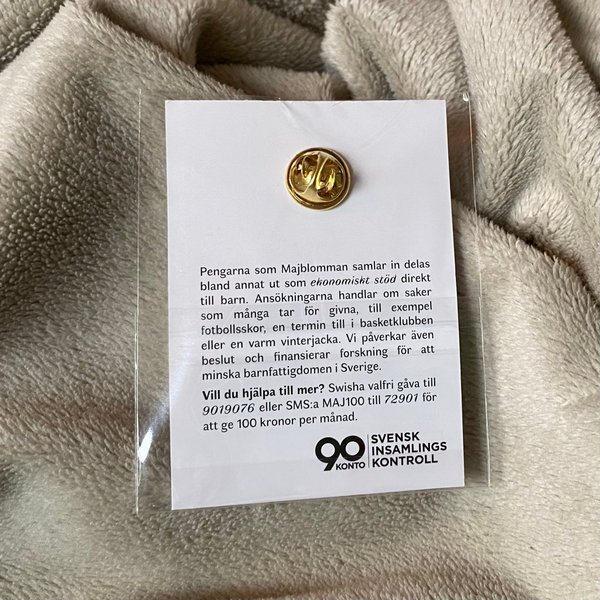 Pengarna som Majblomman samlar in delas
bland annat ut som ekonomiskt stöd direkt
till barn. Ansökningarna handlar om saker
som många tar för givna, till exempel
fotbollsskor, en termin till i basketklubben
eller en varm vinterjacka. Vi påverkar även
beslut och finansierar forskning för att
minska barnfattigdomen i Sverige.
Vill du hjälpa till mer? Swisha valfri gåva till
9019076 eller SMS:a MAJ100 till 72901 för
att ge 100 kronor per månad.
90
KONTO
SVENSK
INSAMLINGS
KONTROLL